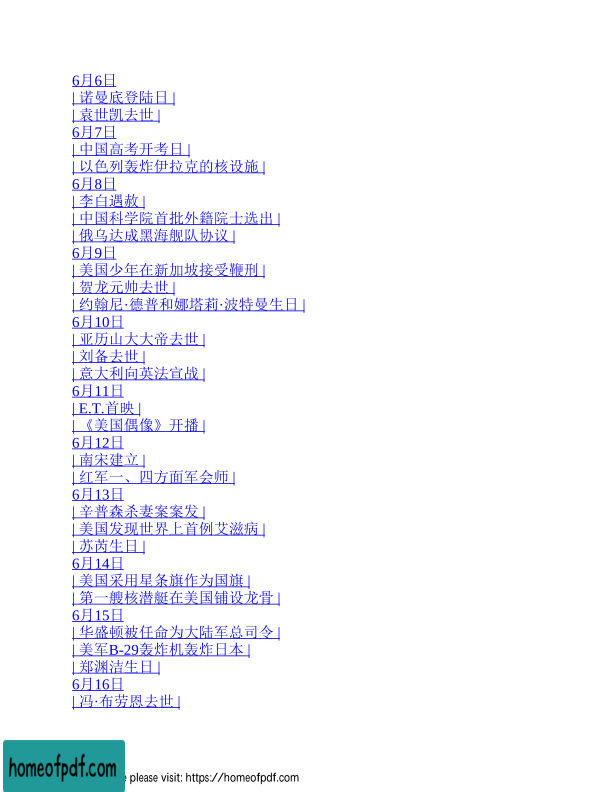 6月6日
| 诺曼底登陆日 |
| 袁世凯去世 |
6月7日
| 中国高考开考日 |
| 以色列轰炸伊拉克的核设施 |
6月8日
| 李白遇赦 |
| 中国科学院首批外籍院士选出 |
| 俄乌达成黑海舰队协议 |
6月9日
| 美国少年在新加坡接受鞭刑 |
| 贺龙元帅去世 |
| 约翰尼·德普和娜塔莉·波特曼生日 |
6月10日
| 亚历山大大帝去世 |
| 刘备去世 |
| 意大利向英法宣战 |
6月11日
| E.T.首映 |
| 《美国偶像》开播 |
6月12日
| 南宋建立 |
| 红军一、四方面军会师 |
6月13日
| 辛普森杀妻案案发 |
| 美国发现世界上首例艾滋病 |
| 苏芮生日 |
6月14日
| 美国采用星条旗作为国旗 |
| 第一艘核潜艇在美国铺设龙骨 |
6月15日
| 华盛顿被任命为大陆军总司令 |
| 美军B-29轰炸机轰炸日本 |
| 郑渊洁生日 |
6月16日
| 冯·布劳恩去世 |
homeofpdf.com
e please visit: https://homeofpdf.com